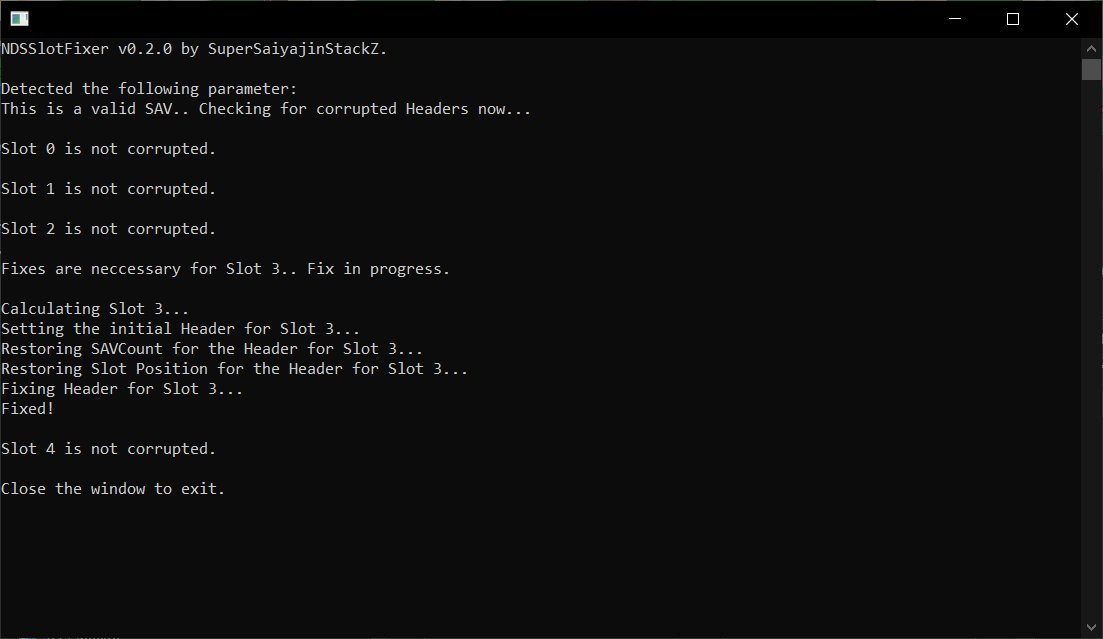 NDSSlotFixer v0.2.0 by SuperSaiyajinStackZ.
Detected the following parameter:
This is a valid SAV.. Checking for corrupted Headers now...
Slot 0 is not corrupted.
Slot 1 is not corrupted.
Slot 2 is not corrupted.
Fixes are neccessary for Slot 3.. Fix in progress.
Calculating Slot 3...
Setting the initial Header for Slot 3...
Restoring SAVCount for the Header for Slot 3...
Restoring Slot Position for the Header for Slot 3...
Fixing Header for Slot 3...
Fixed!
Slot 4 is not corrupted.
Close the window to exit.